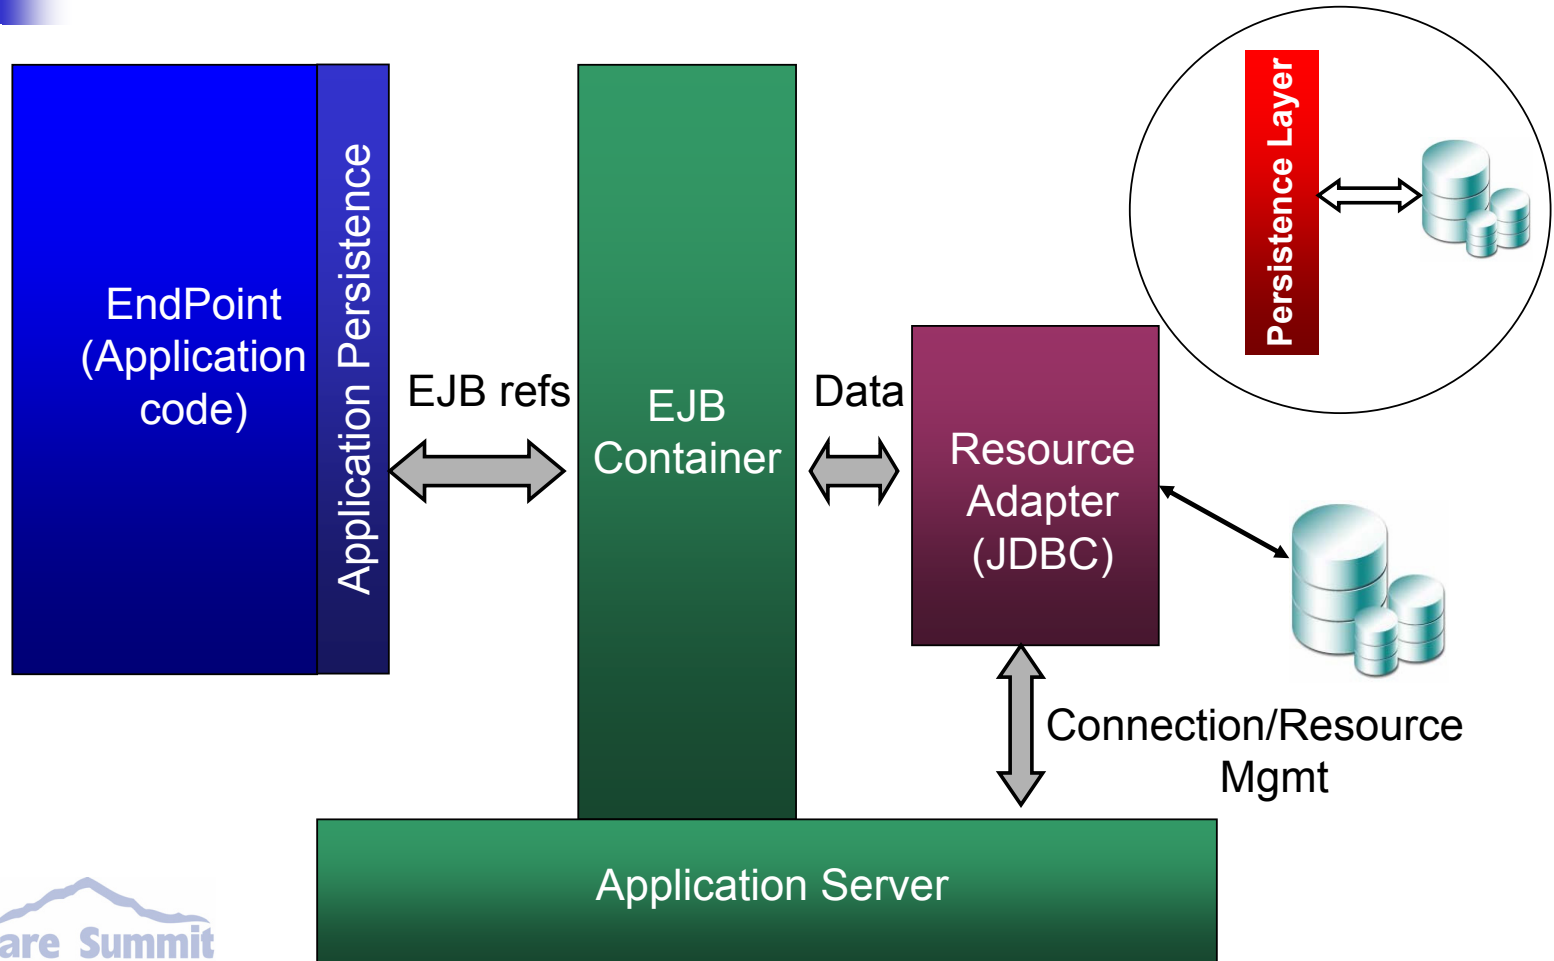 EndPoint
(Application
code)
Application Persistence
EJB refs
EJB
Container
Data
Resource
Adapter
(JDBC)
Persistence Layer
Connection/Resource
Mgmt
Application Server
are Summit